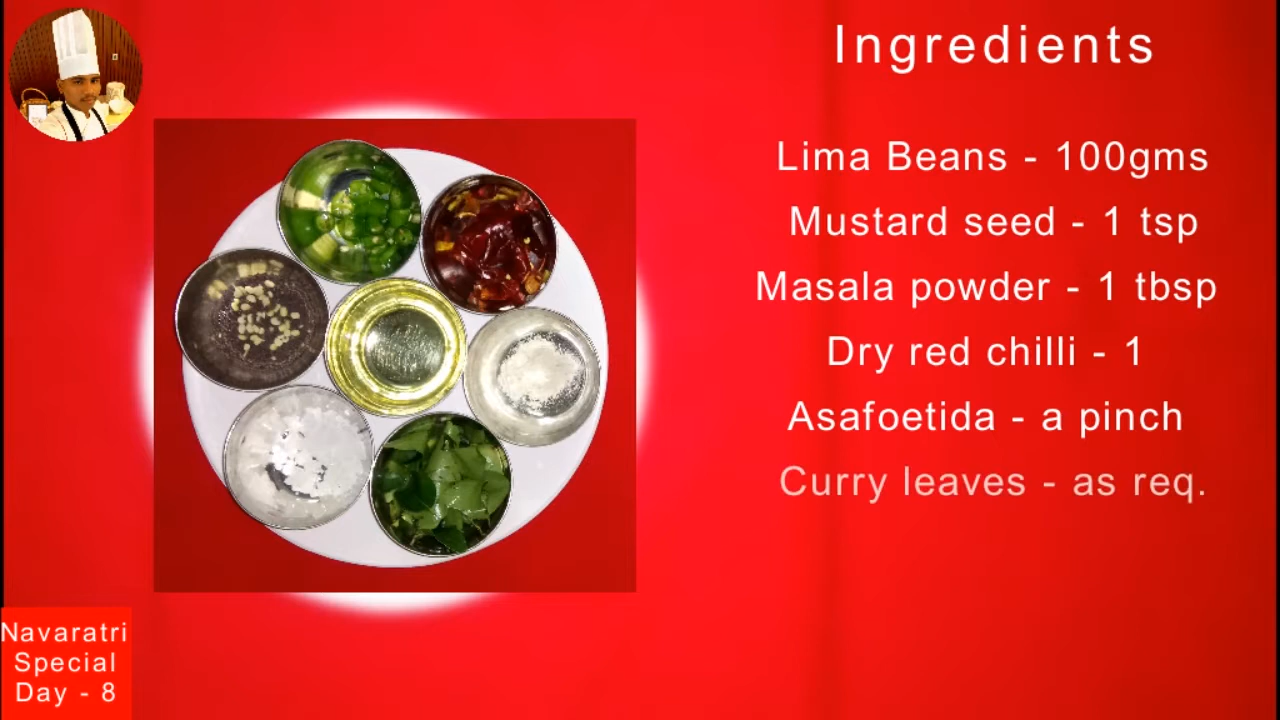 Ingredients
Lima Beans - 100gms
Mustard seed - 1 tsp
Masala powder - 1 tbsp
Dry red chilli - 1
Asafoetida - a pinch
Curry leaves - as req.
Navaratri
Special
Day - 8